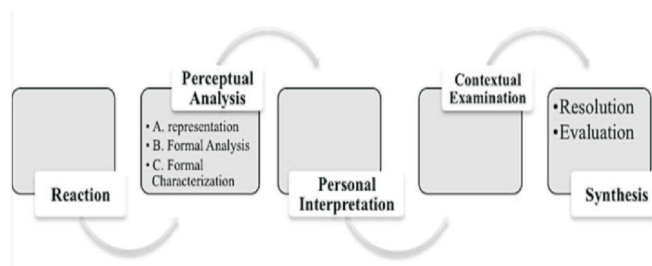 Reaction
Perceptual
Analysis
• A. representation
• B. Formal Analysis
• C. Formal
Characterization
Personal
Interpretation
Contextual
Examination
•Resolution
•Evaluation
Synthesis